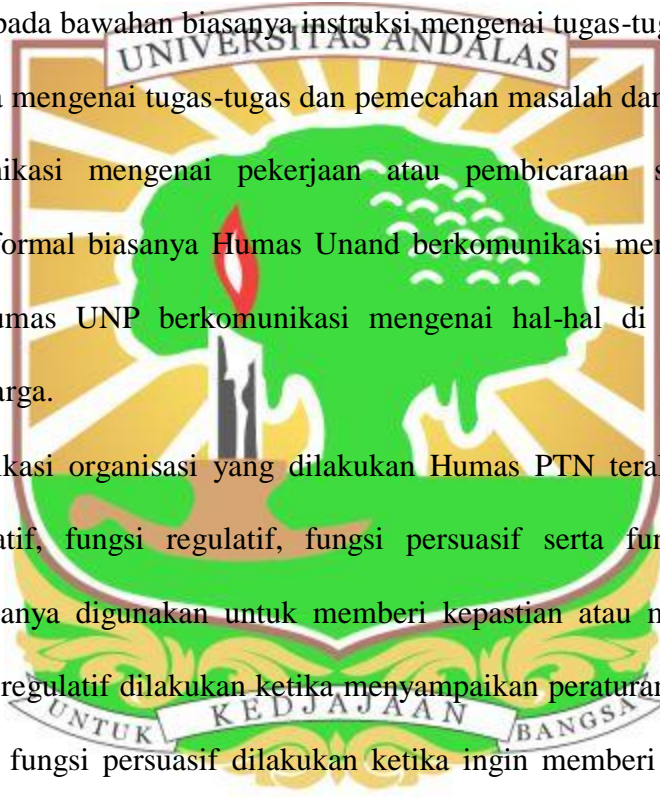 pada bawahan biasanya instruksi mengenai tugas-tug
UNIVERSITAS ANDALAS
mengenai tugas-tugas dan pemecahan masalah dan
nikasi mengenai pekerjaan atau pembicaraan s
formal biasanya Humas Unand berkomunikasi men
umas UNP berkomunikasi mengenai hal-hal di
arga.
ikasi organisasi yang dilakukan Humas PTN teral
atif, fungsi regulatif, fungsi persuasif serta fun
anya digunakan untuk memberi kepastian atau m
regulatif dilakukan ketika menyampaikan peraturan
UNTUK KEDJAJAAN BANGSA
fungsi persuasif dilakukan ketika ingin memberi